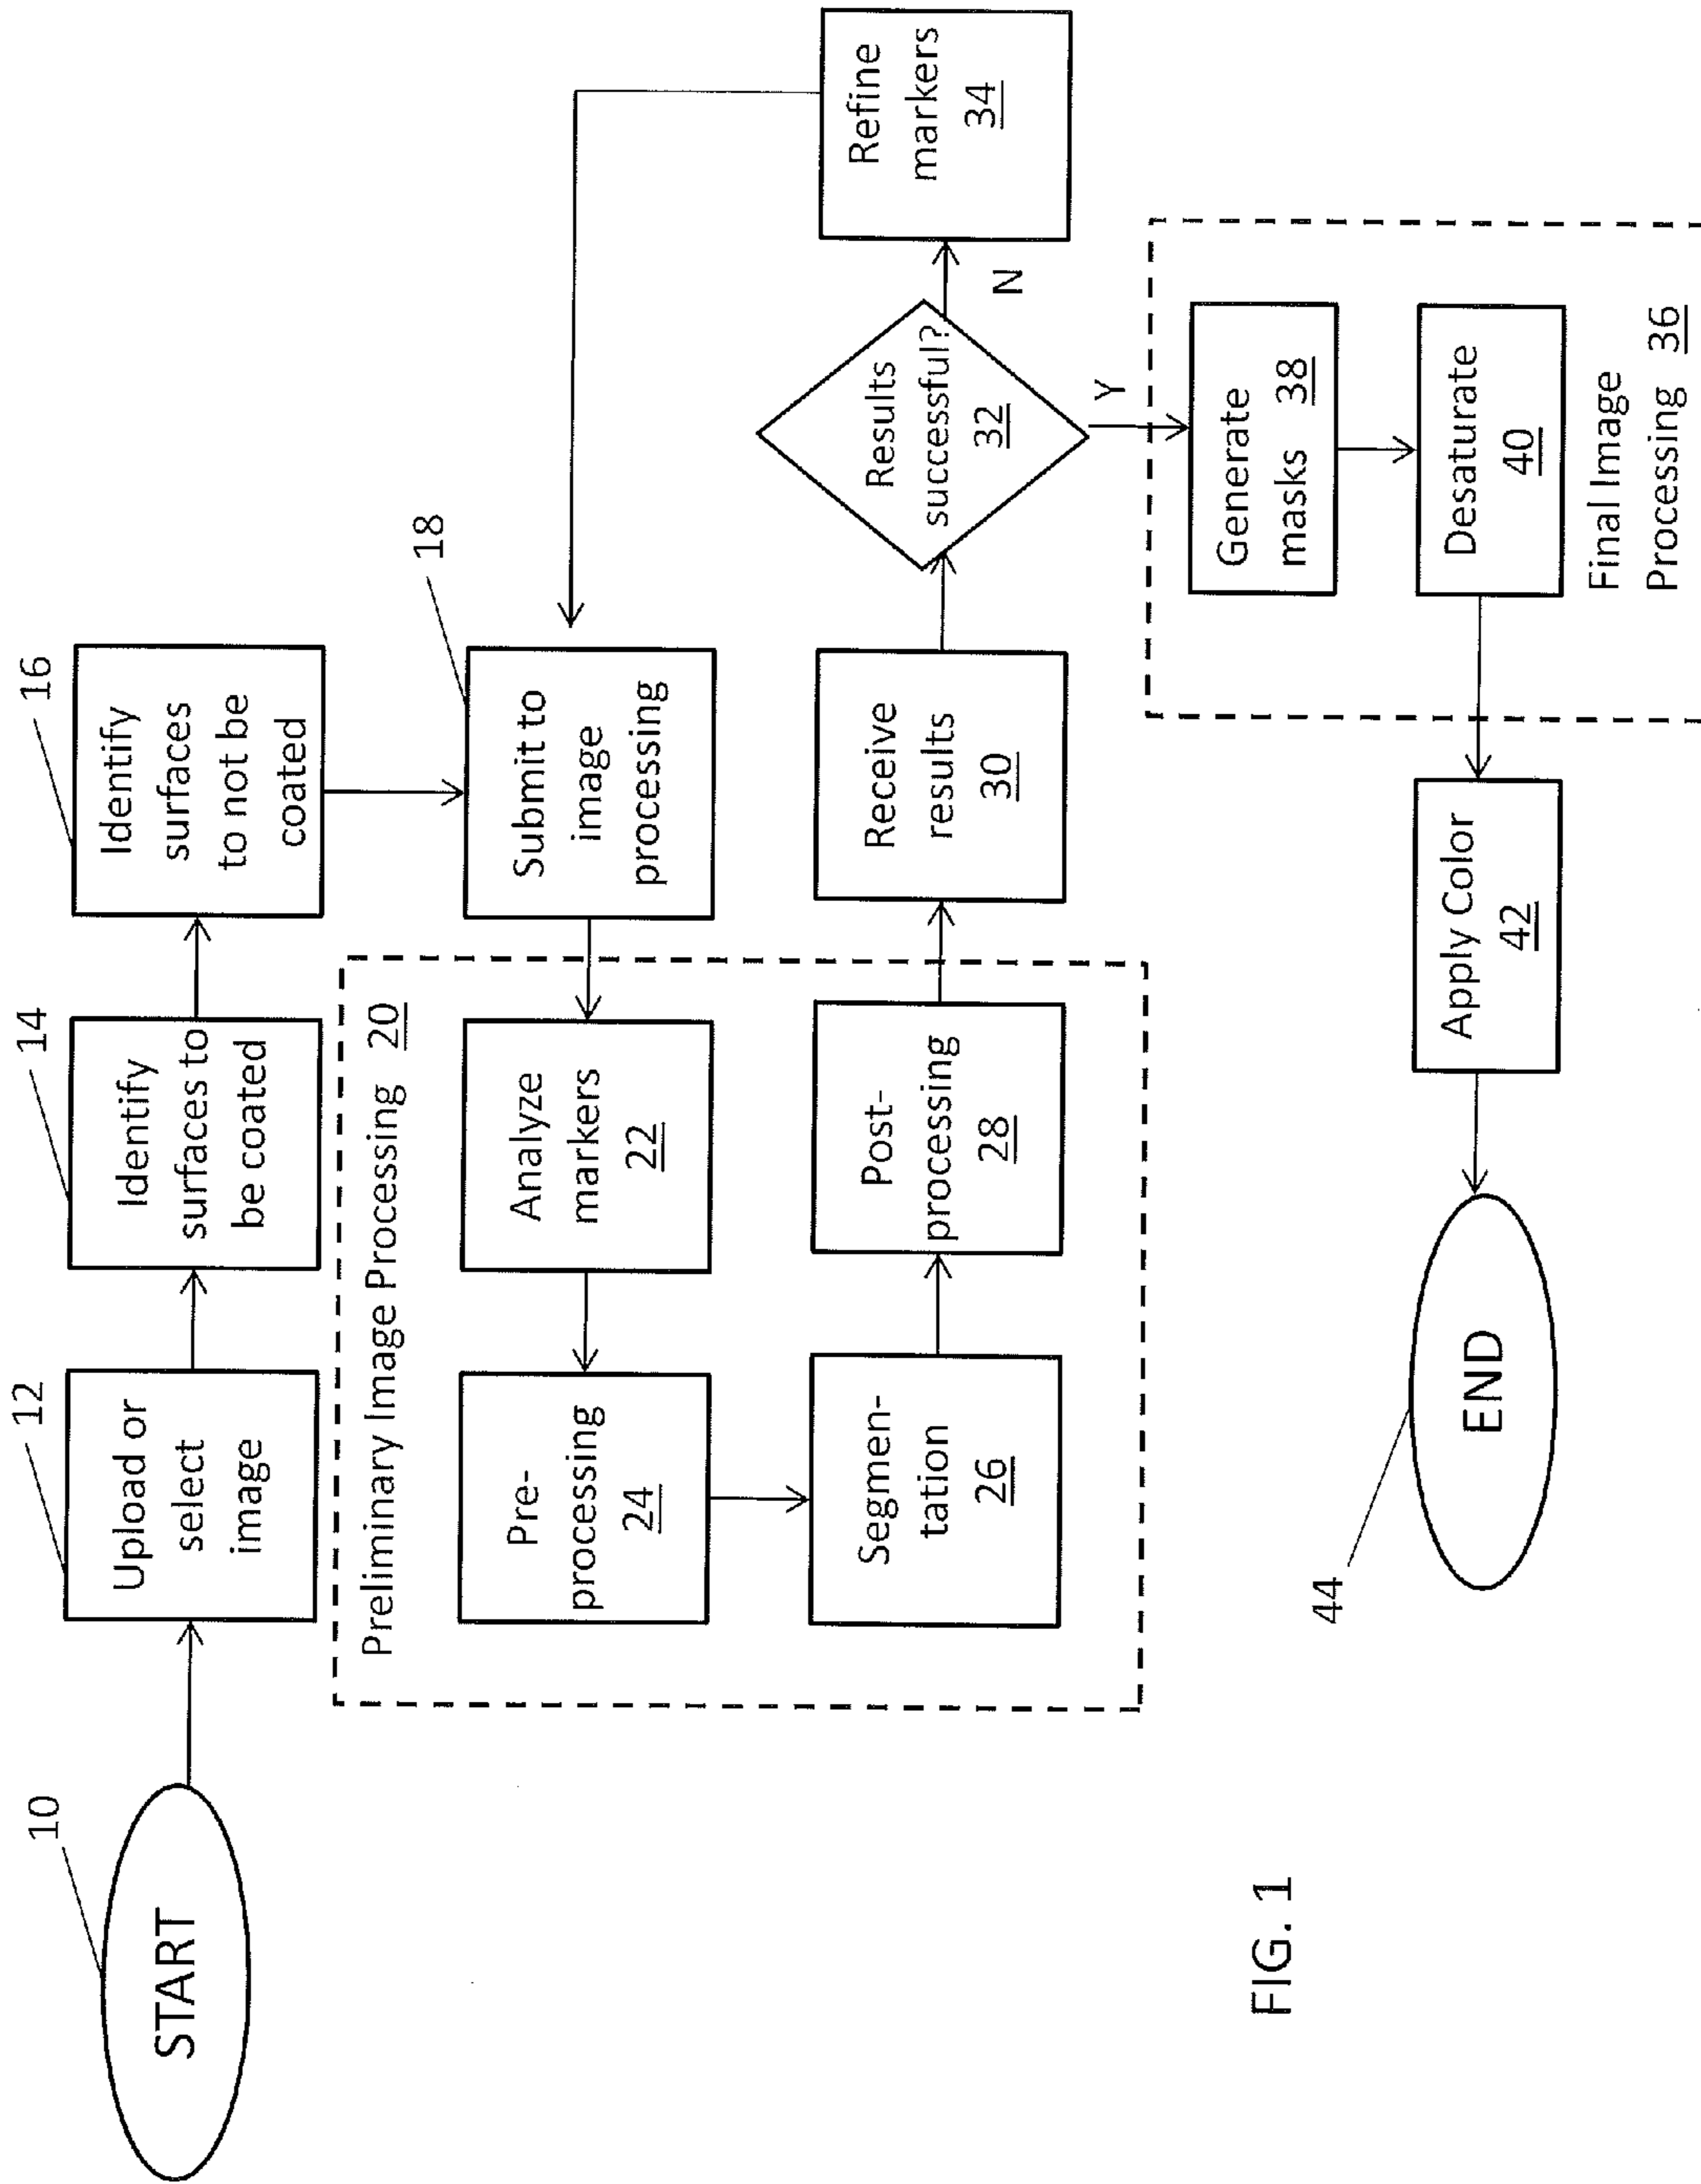 10
START
12
Upload or
select
image
14
Identify
surfaces to
be coated
16
Identify
surfaces
to not be
coated
18
Submit to
image
processing
Preliminary Image Processing 20
Analyze
markers
22
Pre-
processing
24
Segmen-
tation
26
Post-
processing
28
Receive
results
30
Results
successful?
32
N
Refine
markers
34
Y
Generate
masks 38
Desaturate
40
Final Image
Processing 36
Apply Color
42
44
END
FIG. 1